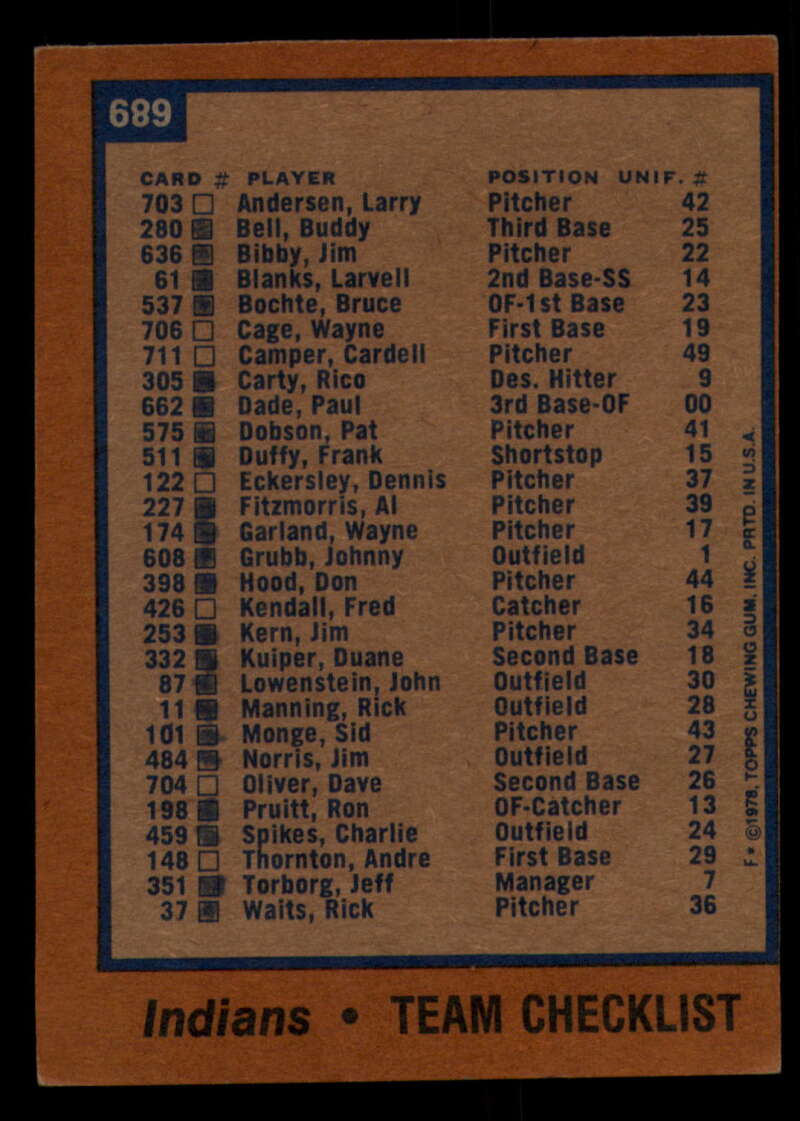 689
CARD # PLAYER POSITION UNIF. #
703 Andersen, Larry Pitcher 42
280 Bell, Buddy Third Base 25
636 Bibby, Jim Pitcher 22
61 Blanks, Larvell 2nd Base-SS 14
537 Bochte, Bruce OF-1st Base 23
706 Cage, Wayne First Base 19
711 Camper, Cardell Pitcher 49
305 Carty, Rico Des. Hitter 9
662 Dade, Paul 3rd Base-OF 00
575 Dobson, Pat Pitcher 41
511 Duffy, Frank Shortstop 15
122 Eckersley, Dennis Pitcher 37
227 Fitzmorris, Al Pitcher 39
174 Garland, Wayne Pitcher 17
608 Grubb, Johnny Outfield 1
398 Hood, Don Pitcher 44
426 Kendall, Fred Catcher 16
253 Kern, Jim Pitcher 34
332 Kuiper, Duane Second Base 18
87 Lowenstein, John Outfield 30
11 Manning, Rick Outfield 28
101 Monge, Sid Pitcher 43
484 Norris, Jim Outfield 27
704 Oliver, Dave Second Base 26
198 Pruitt, Ron OF-Catcher 13
459 Spikes, Charlie Outfield 24
148 Thornton, Andre First Base 29
351 Torborg, Jeff Manager 7
37 Waits, Rick Pitcher 36
F* ©1978, TOPPS CHEWING GUM, INC. PRTD. IN U.S.A.
Indians • TEAM CHECKLIST